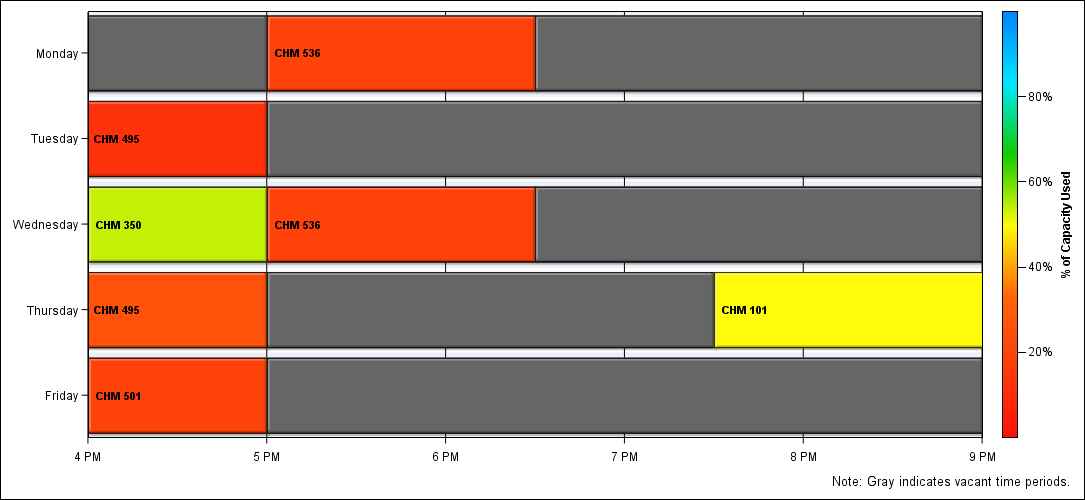 Monday
CHM 536
Tuesday
CHM 495
Wednesday
CHM 350
CHM 536
Thursday
CHM 495
CHM 101
Friday
CHM 501
4 PM
5 PM
6 PM
7 PM
8 PM
9 PM
80%
60%
40%
20%
% of Capacity Used
Note: Gray indicates vacant time periods.